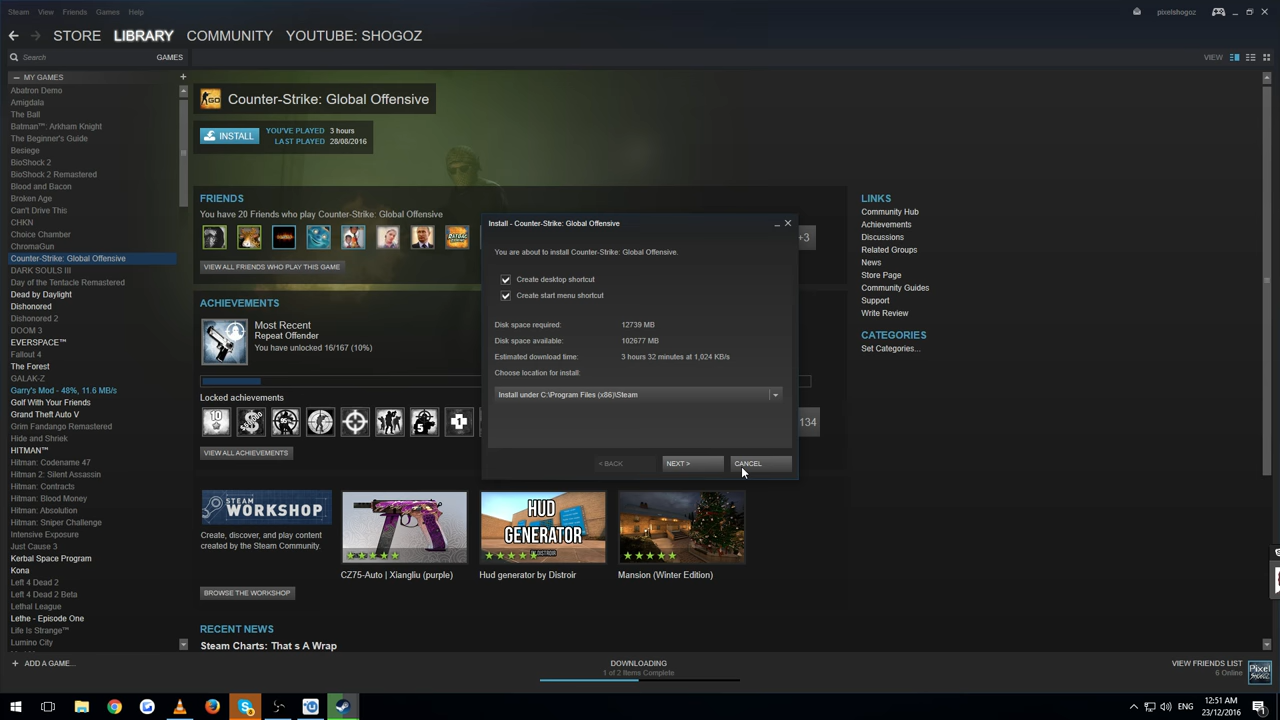 Steam View Friends Games Help
pixelshogoz
STORE LIBRARY COMMUNITY YOUTUBE: SHOGOZ
Search GAMES
VIEW
MY GAMES
Abatron Demo
Amigdala
The Ball
Batman™: Arkham Knight
The Beginner's Guide
Besiege
BioShock 2
BioShock 2 Remastered
Blood and Bacon
Broken Age
Can't Drive This
CHKN
Choice Chamber
ChromaGun
Counter-Strike: Global Offensive
DARK SOULS III
Day of the Tentacle Remastered
Dead by Daylight
Dishonored
Dishonored 2
DOOM 3
EVERSPACE™
Fallout 4
The Forest
GALAK-Z
Garry's Mod - 48%, 11.6 MB/s
Golf With Your Friends
Grand Theft Auto V
Grim Fandango Remastered
Hide and Shriek
HITMAN™
Hitman: Codename 47
Hitman 2: Silent Assassin
Hitman: Contracts
Hitman: Blood Money
Hitman: Absolution
Hitman: Sniper Challenge
Intensive Exposure
Just Cause 3
Kerbal Space Program
Kona
Left 4 Dead 2
Left 4 Dead 2 Beta
Lethal League
Lethe - Episode One
Life Is Strange™
Lumino City
ADD A GAME...
GO
Counter-Strike: Global Offensive
INSTALL
YOU'VE PLAYED 3 hours
LAST PLAYED 28/08/2016
FRIENDS
You have 20 Friends who play Counter-Strike: Global Offensive
+3
VIEW ALL FRIENDS WHO PLAY THIS GAME
ACHIEVEMENTS
Most Recent
Repeat Offender
You have unlocked 16/167 (10%)
Locked achievements
10
134
VIEW ALL ACHIEVEMENTS
Install - Counter-Strike: Global Offensive
You are about to install Counter-Strike: Global Offensive.
Create desktop shortcut
Create start menu shortcut
Disk space required: 12739 MB
Disk space available: 102677 MB
Estimated download time: 3 hours 32 minutes at 1,024 KB/s
Choose location for install:
Install under C:\Program Files (x86)\Steam
< BACK NEXT > CANCEL
STEAM
WORKSHOP
Create, discover, and play content
created by the Steam Community.
BROWSE THE WORKSHOP
CZ75-Auto | Xiangliu (purple)
HUD
GENERATOR
BY DISTROIR
Hud generator by Distroir
Mansion (Winter Edition)
RECENT NEWS
Steam Charts: That s A Wrap
LINKS
Community Hub
Achievements
Discussions
Related Groups
News
Store Page
Community Guides
Support
Write Review
CATEGORIES
Set Categories...
DOWNLOADING
1 of 2 Items Complete
VIEW FRIENDS LIST
6 Online
Pixel
SHOGOZ
ENG
12:51 AM
23/12/2016